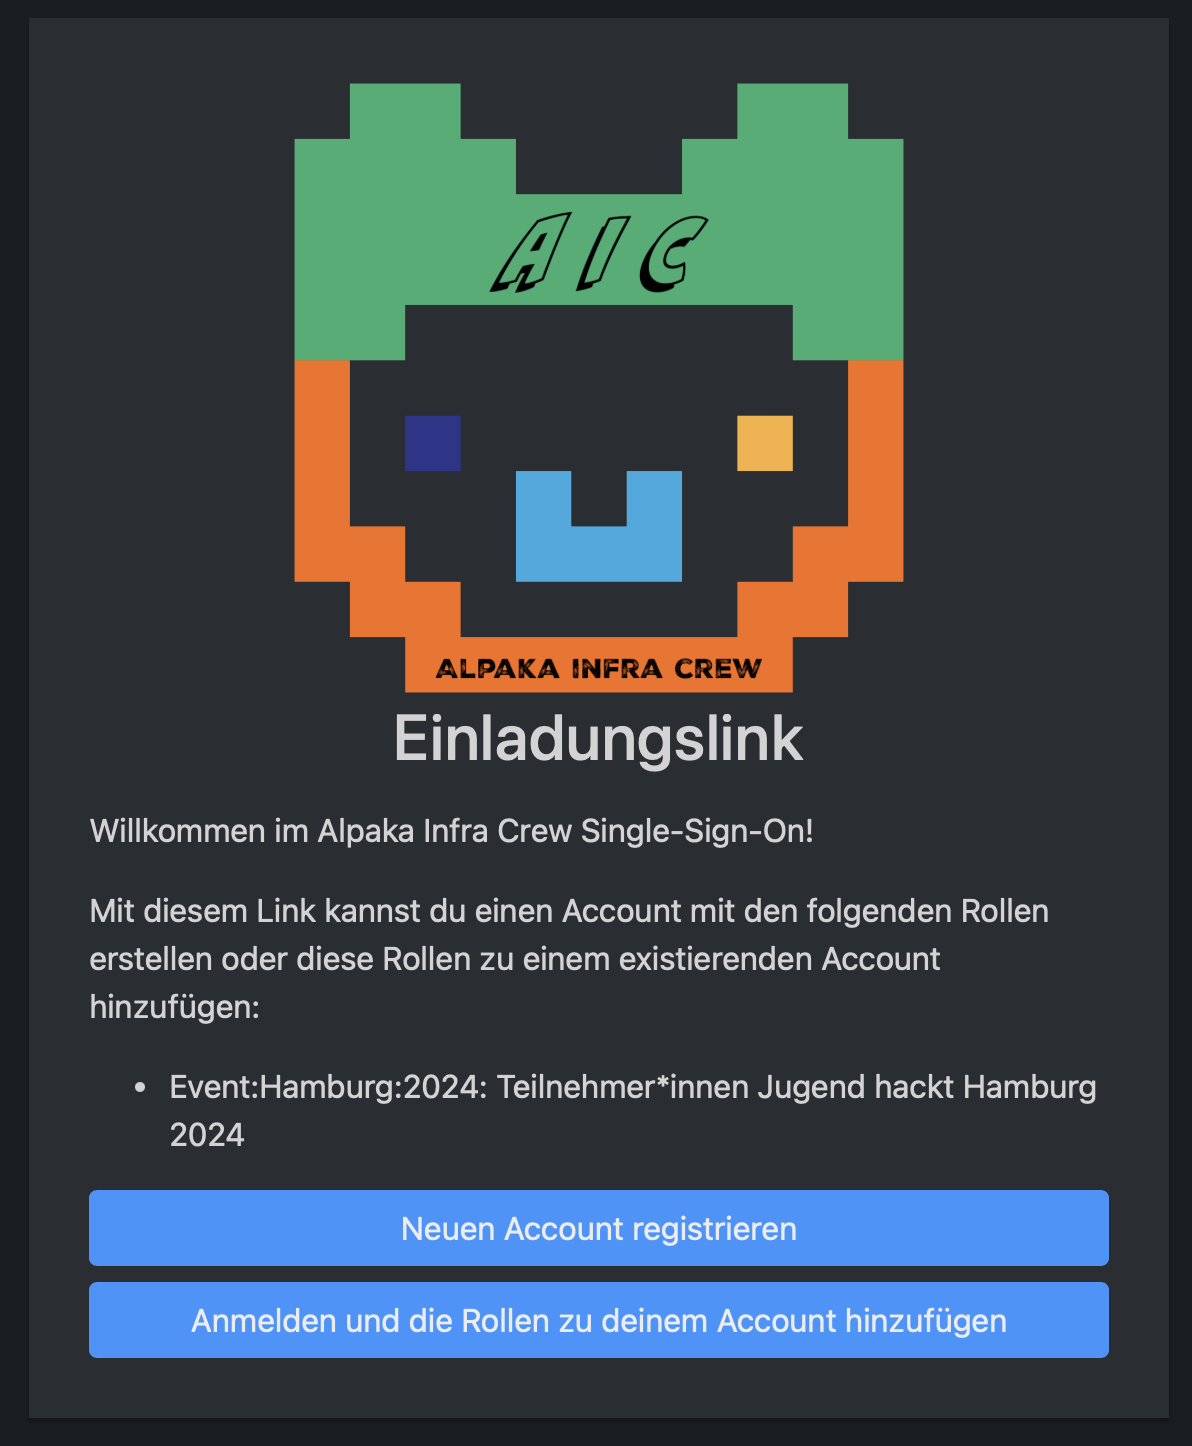 AIC
ALPAKA INFRA CREW
Einladungslink
Willkommen im Alpaka Infra Crew Single-Sign-On!
Mit diesem Link kannst du einen Account mit den folgenden Rollen
erstellen oder diese Rollen zu einem existierenden Account
hinzufügen:
• Event:Hamburg:2024: Teilnehmer*innen Jugend hackt Hamburg
2024
Neuen Account registrieren
Anmelden und die Rollen zu deinem Account hinzufügen